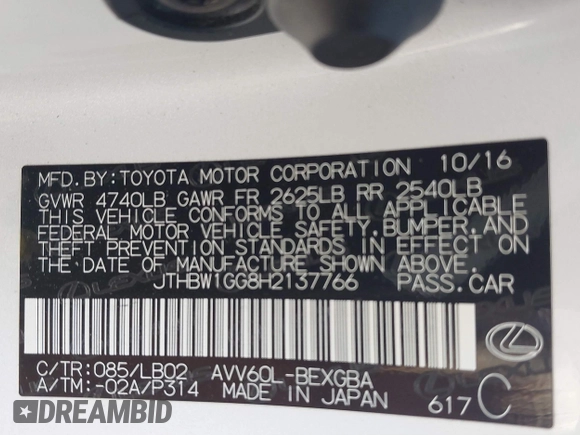 MFD. BY: TOYOTA MOTOR CORPORATION 10/16
GVWR 4740LB GAWR FR 2625LB RR 2540LB
THIS VEHICLE CONFORMS TO ALL APPLICABLE
FEDERAL MOTOR VEHICLE SAFETY, BUMPER, AND
THEFT PREVENTION STANDARDS IN EFFECT ON
THE DATE OF MANUFACTURE SHOWN ABOVE.
JTHBW1GG8H2137766 PASS. CAR
C/TR: 085/LB02 AVV60L-BEXGBA
A/TM: -02A/P314 MADE IN JAPAN 617 C
DREAMBID